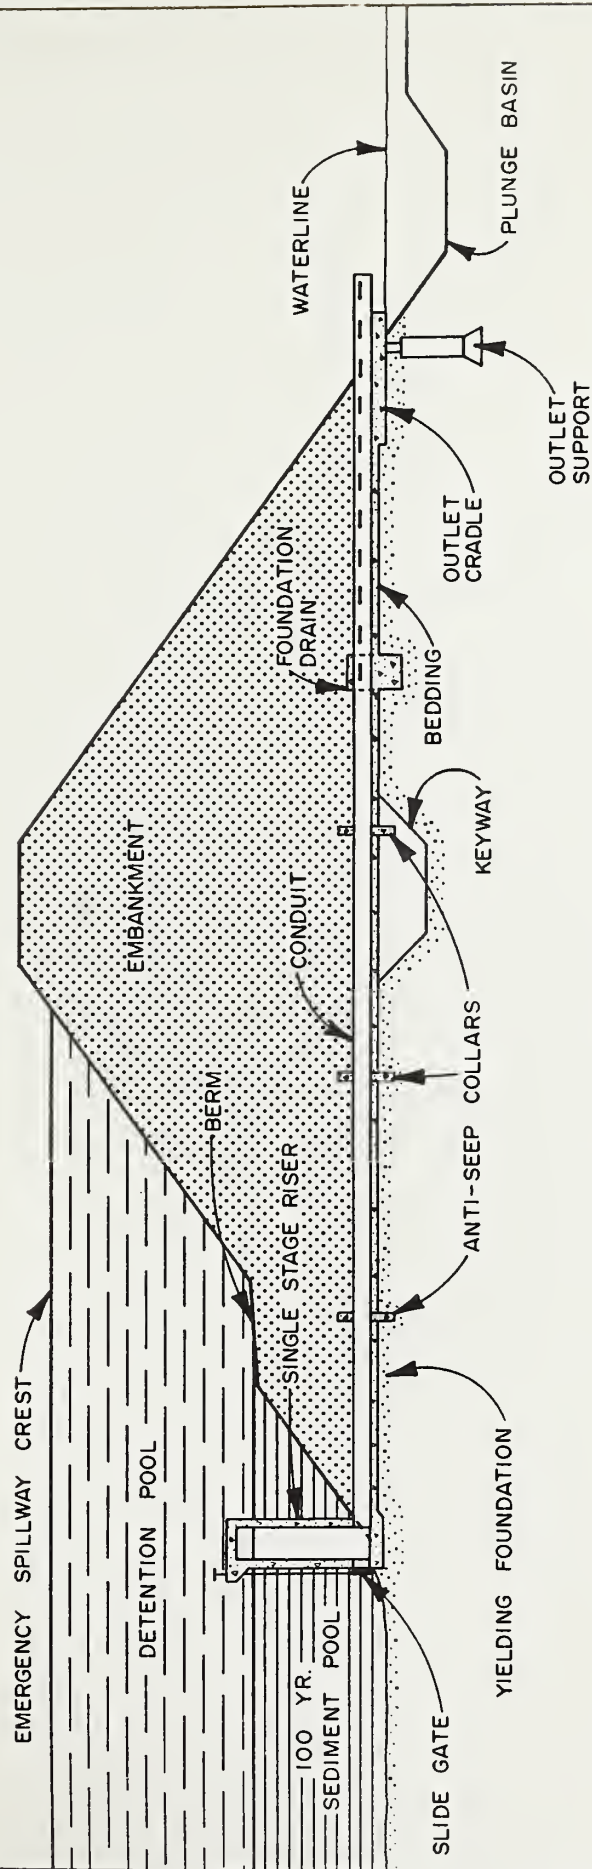 EMERGENCY SPILLWAY CREST
DETENTION POOL
100 YR.
SEDIMENT POOL
SLIDE GATE
BERM
SINGLE STAGE RISER
YIELDING FOUNDATION
ANTI-SEEP COLLARS
EMBANKMENT
CONDUIT
KEYWAY
FOUNDATION
DRAIN
BEDDING
OUTLET
CRADLE
OUTLET
SUPPORT
WATERLINE
PLUNGE BASIN